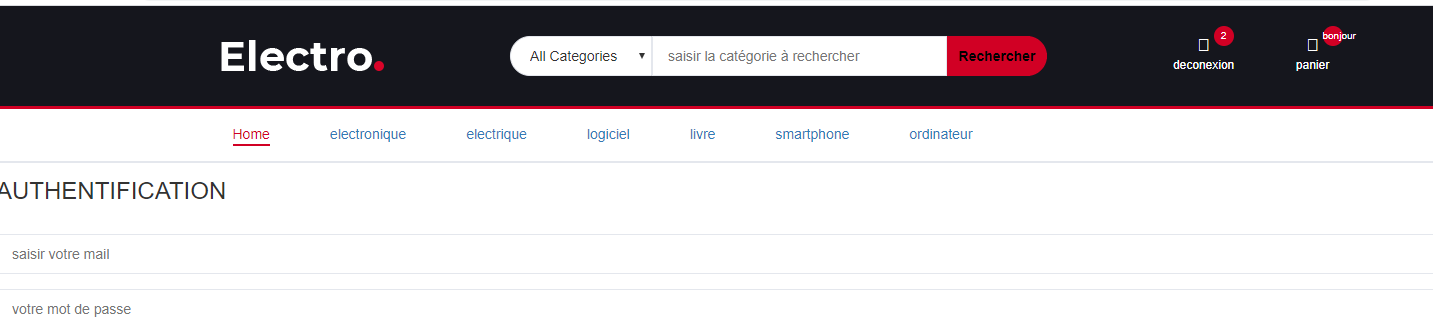 Electro.
All Categories
saisir la catégorie à rechercher
Rechercher
2
deconexion
bonjour
panier
Home
electronique
electrique
logiciel
livre
smartphone
ordinateur
AUTHENTIFICATION
saisir votre mail
votre mot de passe